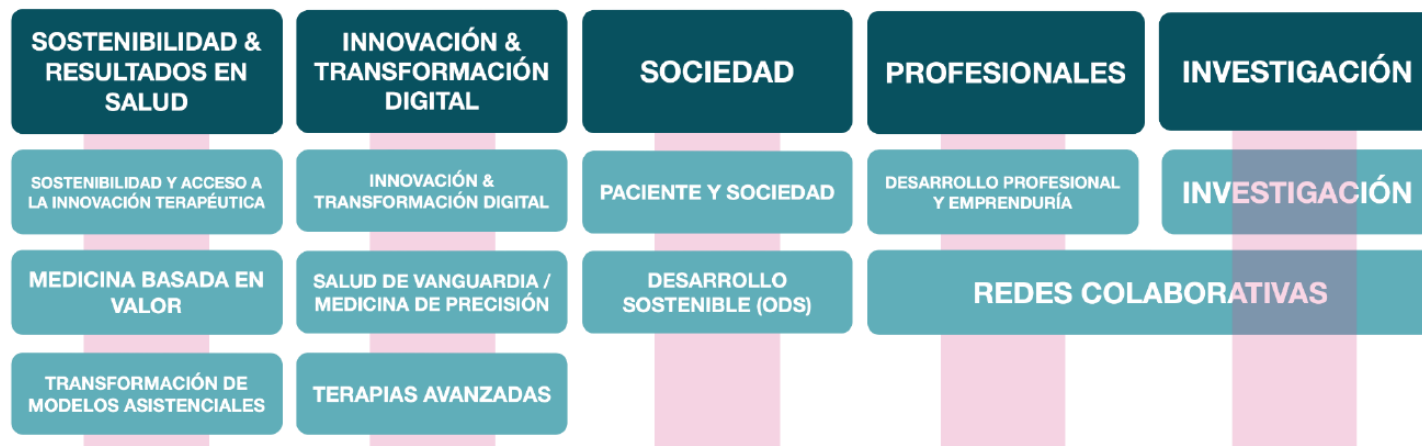 SOSTENIBILIDAD &
RESULTADOS EN
SALUD
INNOVACIÓN &
TRANSFORMACIÓN
DIGITAL
SOCIEDAD
PROFESIONALES
INVESTIGACIÓN
SOSTENIBILIDAD Y ACCESO A
LA INNOVACIÓN TERAPÉUTICA
INNOVACIÓN &
TRANSFORMACIÓN DIGITAL
PACIENTE Y SOCIEDAD
DESARROLLO PROFESIONAL
Y EMPRENDURÍA
INVESTIGACIÓN
MEDICINA BASADA EN
VALOR
SALUD DE VANGUARDIA /
MEDICINA DE PRECISIÓN
DESARROLLO
SOSTENIBLE (ODS)
REDES COLABORATIVAS
TRANSFORMACIÓN DE
MODELOS ASISTENCIALES
TERAPIAS AVANZADAS